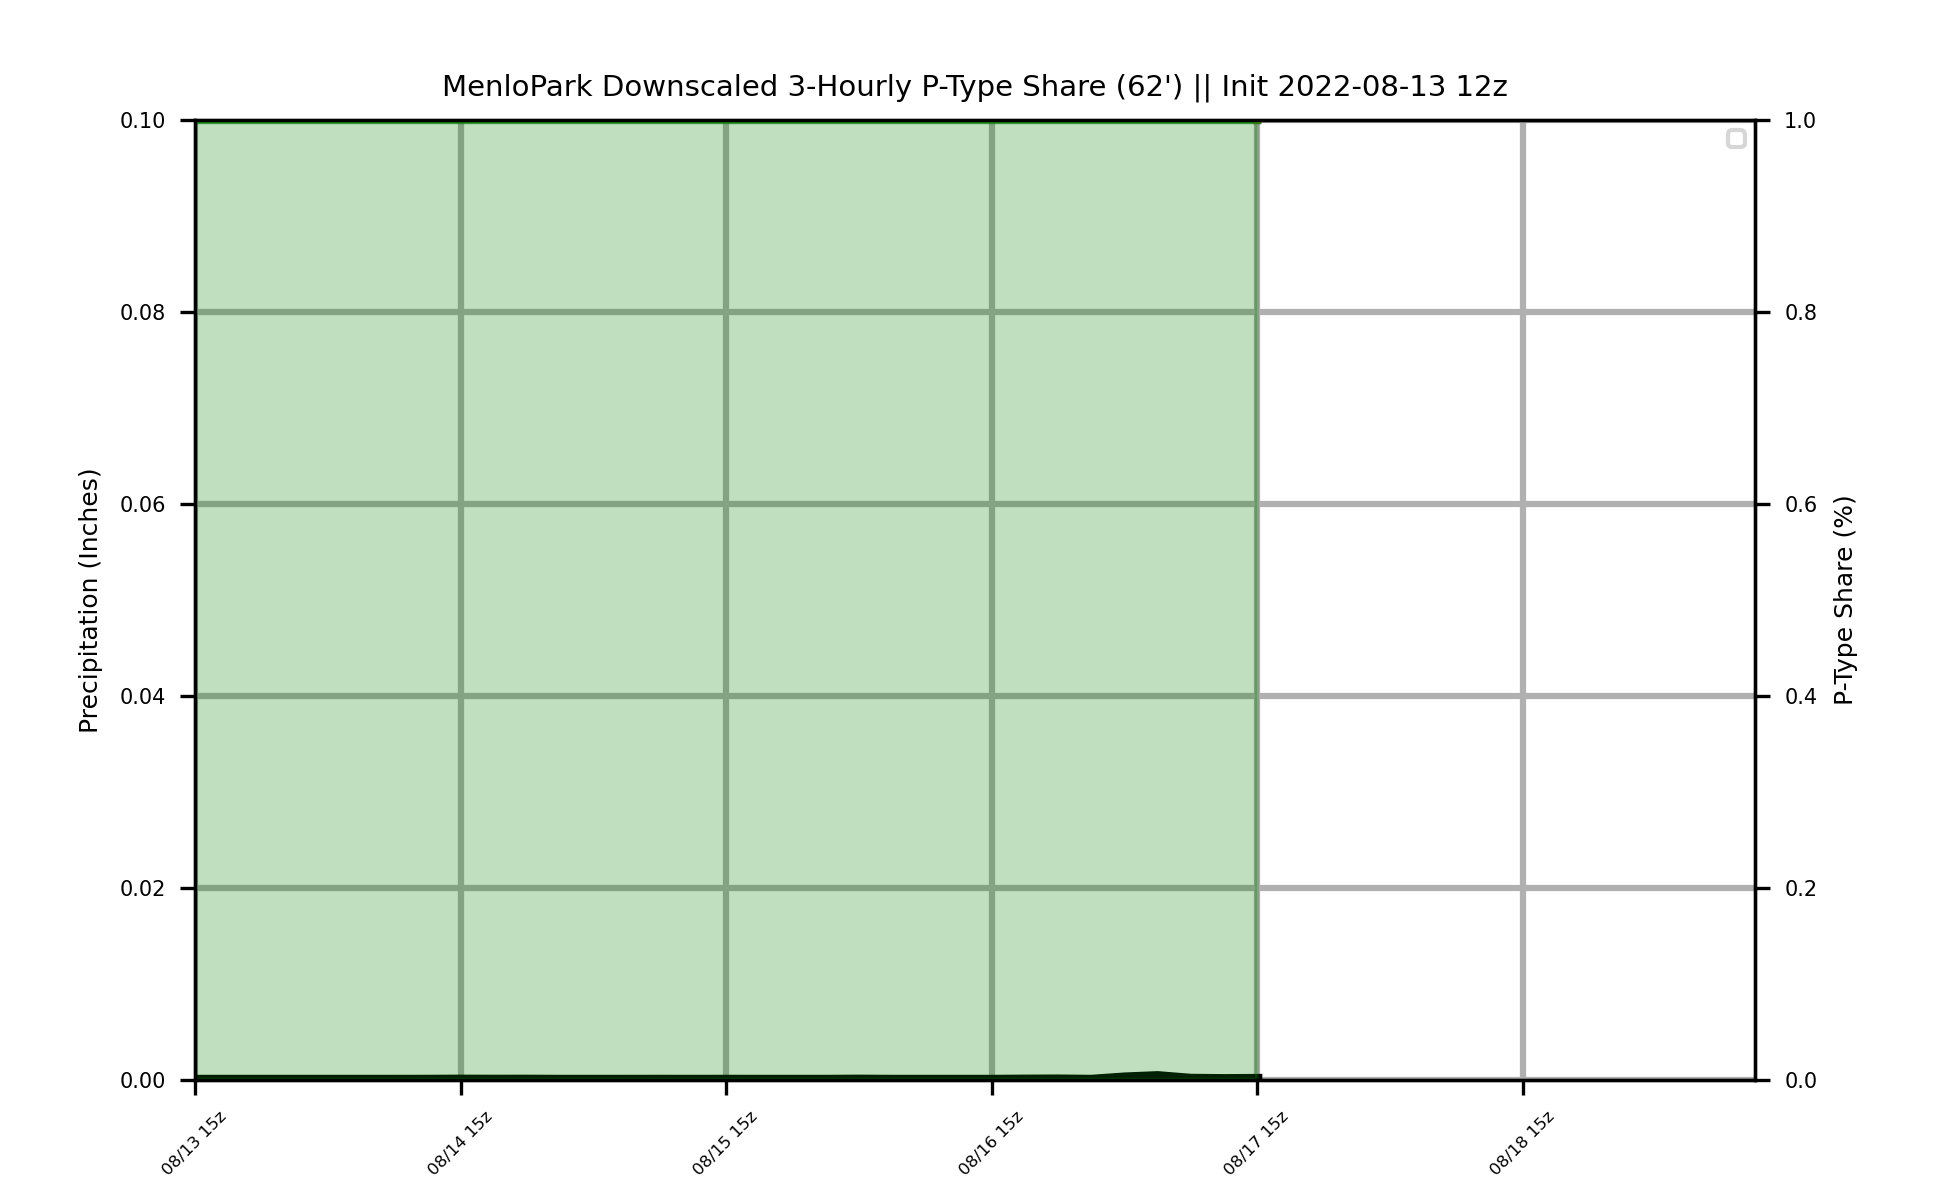 MenloPark Downscaled 3-Hourly P-Type Share (62') || Init 2022-08-13 12z
Precipitation (Inches)
0.10
0.08
0.06
0.04
0.02
0.00
1.0
0.8
0.6
0.4
0.2
0.0
P-Type Share (%)
08/13 15z
08/14 15z
08/15 15z
08/16 15z
08/17 15z
08/18 15z